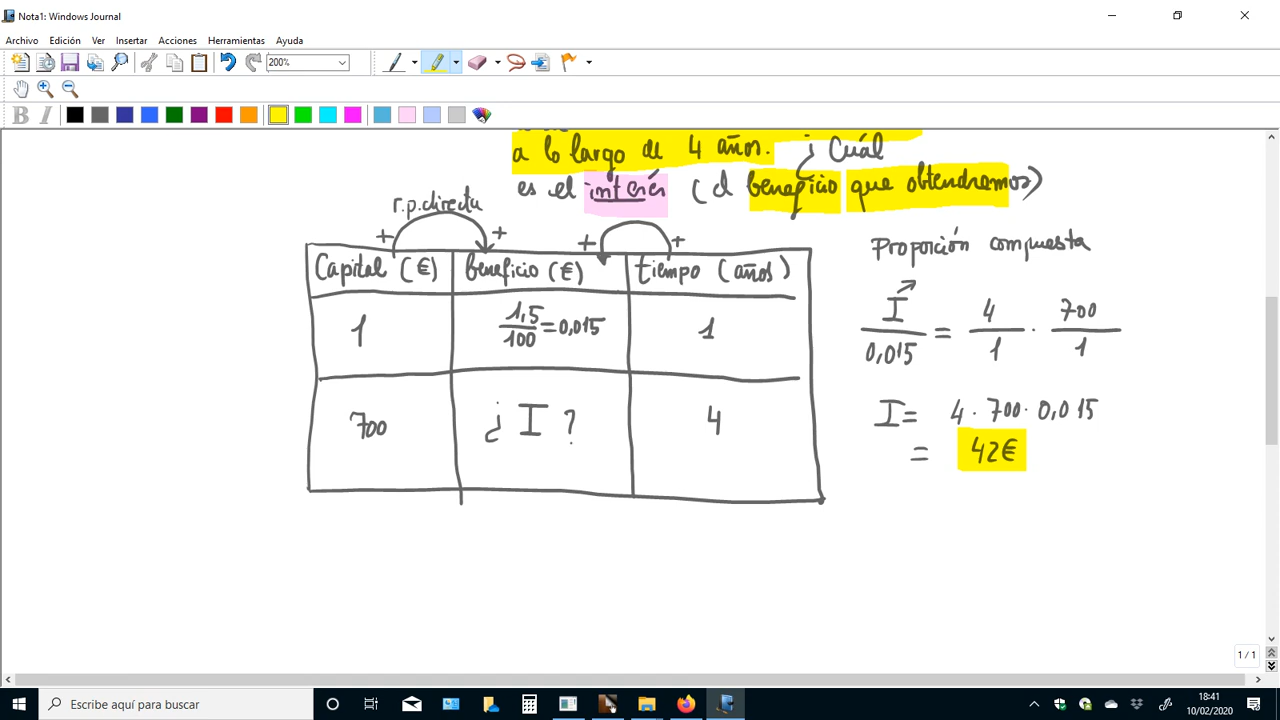 Nota1: Windows Journal
Archivo Edición Ver Insertar Acciones Herramientas Ayuda
200%
B I
a lo largo de 4 años. ¿ Cuál
es el interés ( el beneficio que obtendremos)
r.p.directa
+ + + +
Capital (€) beneficio (€) tiempo (años)
1 1,5/100 = 0,015 1
700 ¿ I ? 4
Proporción compuesta
I/0,015 = 4/1 · 700/1
I = 4 · 700 · 0,015
= 42€
1 / 1
Escribe aquí para buscar
18:41
10/02/2020